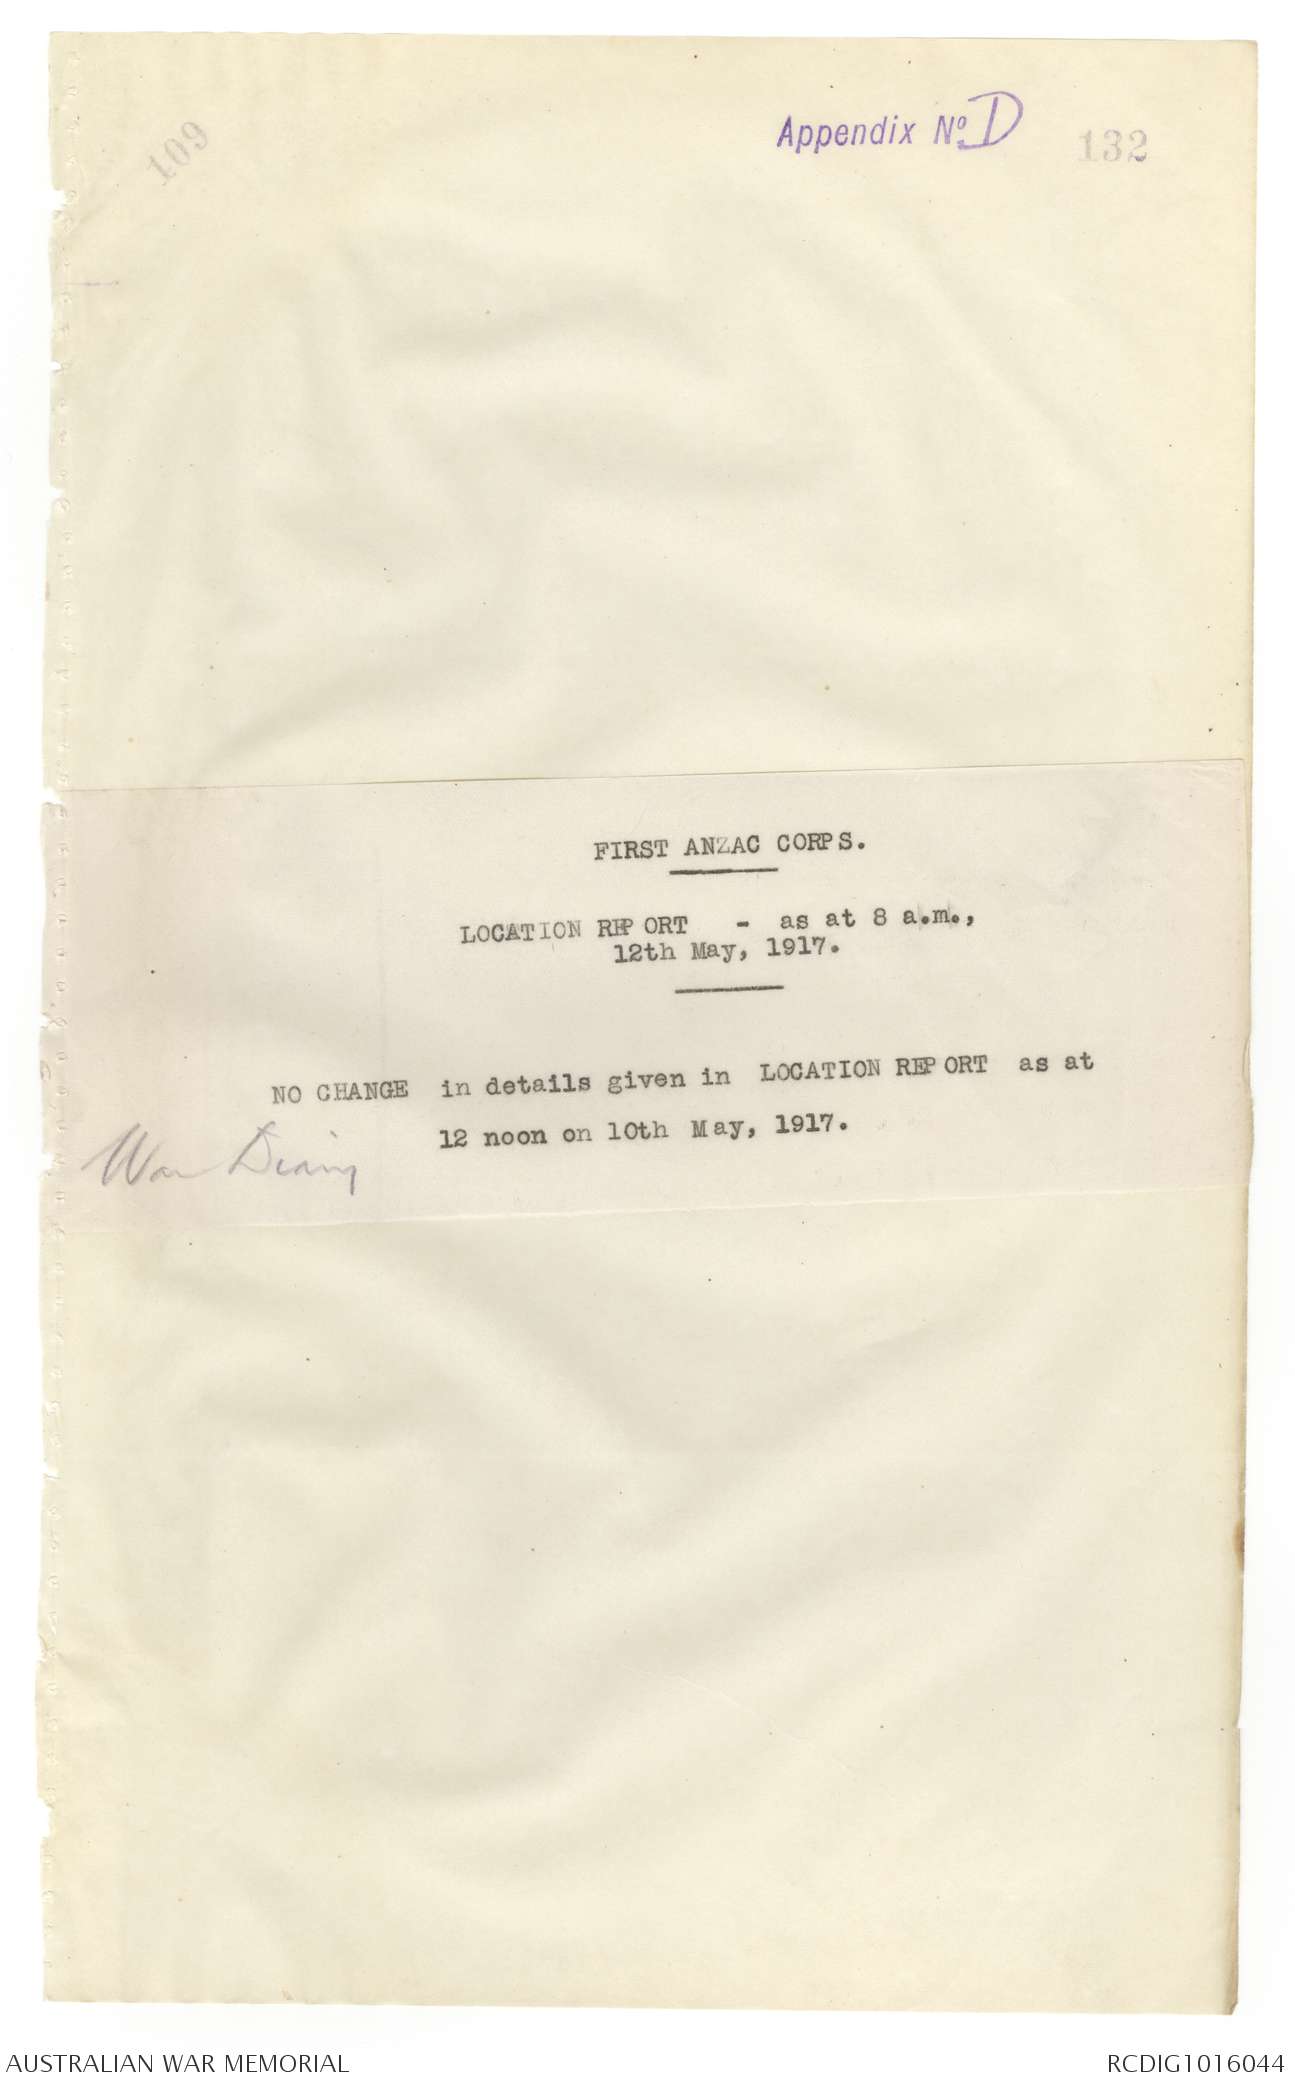 109
Appendix No. D
132
FIRST ANZAC CORPS.
LOCATION REPORT - as at 8 a.m.,
12th May, 1917.
NO CHANGE in details given in LOCATION REPORT as at
12 noon on 10th May, 1917.
War Diary
AUSTRALIAN WAR MEMORIAL
RCDIG1016044